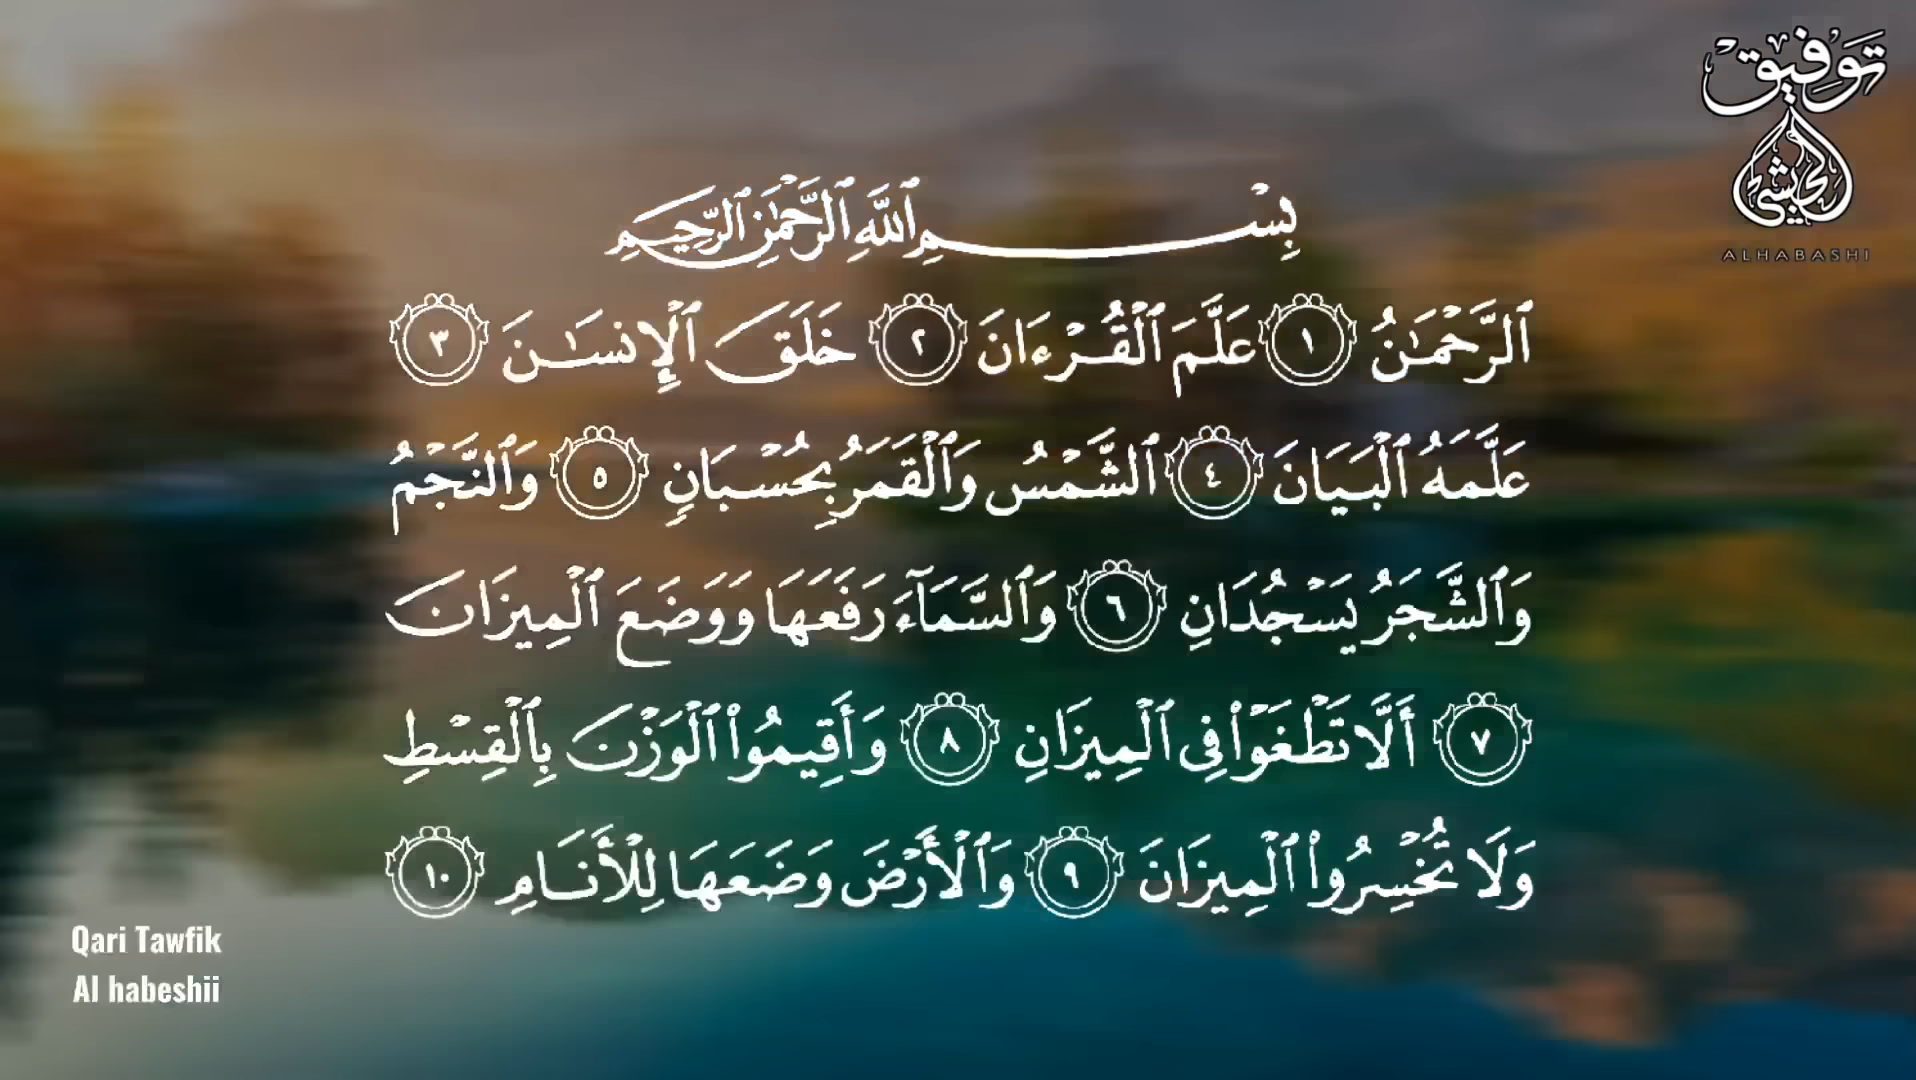 توفيق
الحبشي
ALHABASHI
بِسْمِ ٱللَّهِ ٱلرَّحْمَٰنِ ٱلرَّحِيمِ
ٱلرَّحْمَٰنُ ١ عَلَّمَ ٱلْقُرْءَانَ ٢ خَلَقَ ٱلْإِنسَٰنَ ٣
عَلَّمَهُ ٱلْبَيَانَ ٤ ٱلشَّمْسُ وَٱلْقَمَرُ بِحُسْبَانٍ ٥ وَٱلنَّجْمُ
وَٱلشَّجَرُ يَسْجُدَانِ ٦ وَٱلسَّمَآءَ رَفَعَهَا وَوَضَعَ ٱلْمِيزَانَ
٧ أَلَّا تَطْغَوْا۟ فِى ٱلْمِيزَانِ ٨ وَأَقِيمُوا۟ ٱلْوَزْنَ بِٱلْقِسْطِ
وَلَا تُخْسِرُوا۟ ٱلْمِيزَانَ ٩ وَٱلْأَرْضَ وَضَعَهَا لِلْأَنَامِ ١٠
Qari Tawfik
Al habeshii